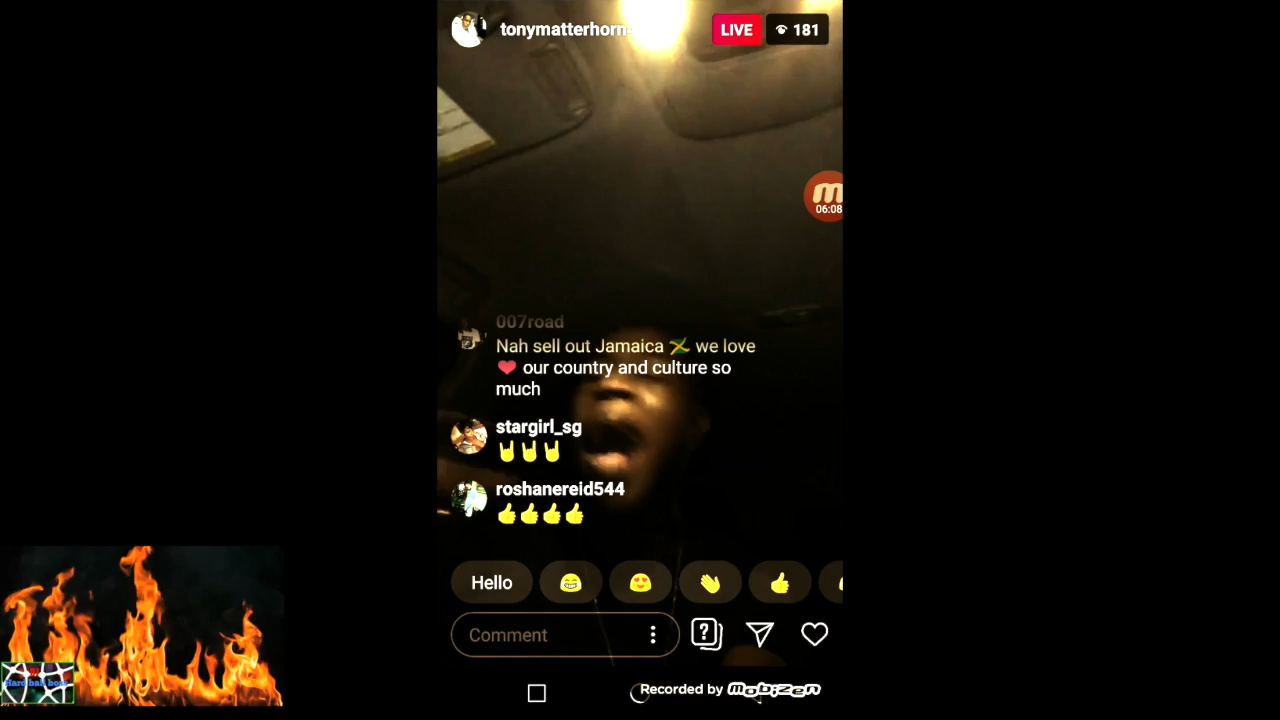 tonymatterhorn
LIVE
181
06:08
007road
Nah sell out Jamaica 🇯🇲 we love
❤️ our country and culture so
much
stargirl_sg
🤘🤘🤘
roshanereid544
👍👍👍👍
Hello
Comment
Recorded by mobizen